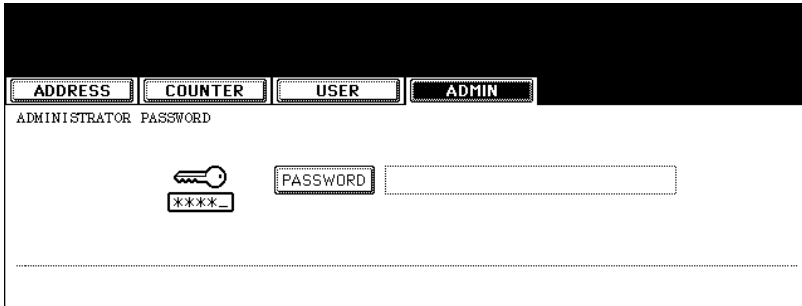 ADDRESS COUNTER USER ADMIN
ADMINISTRATOR PASSWORD
PASSWORD
****_